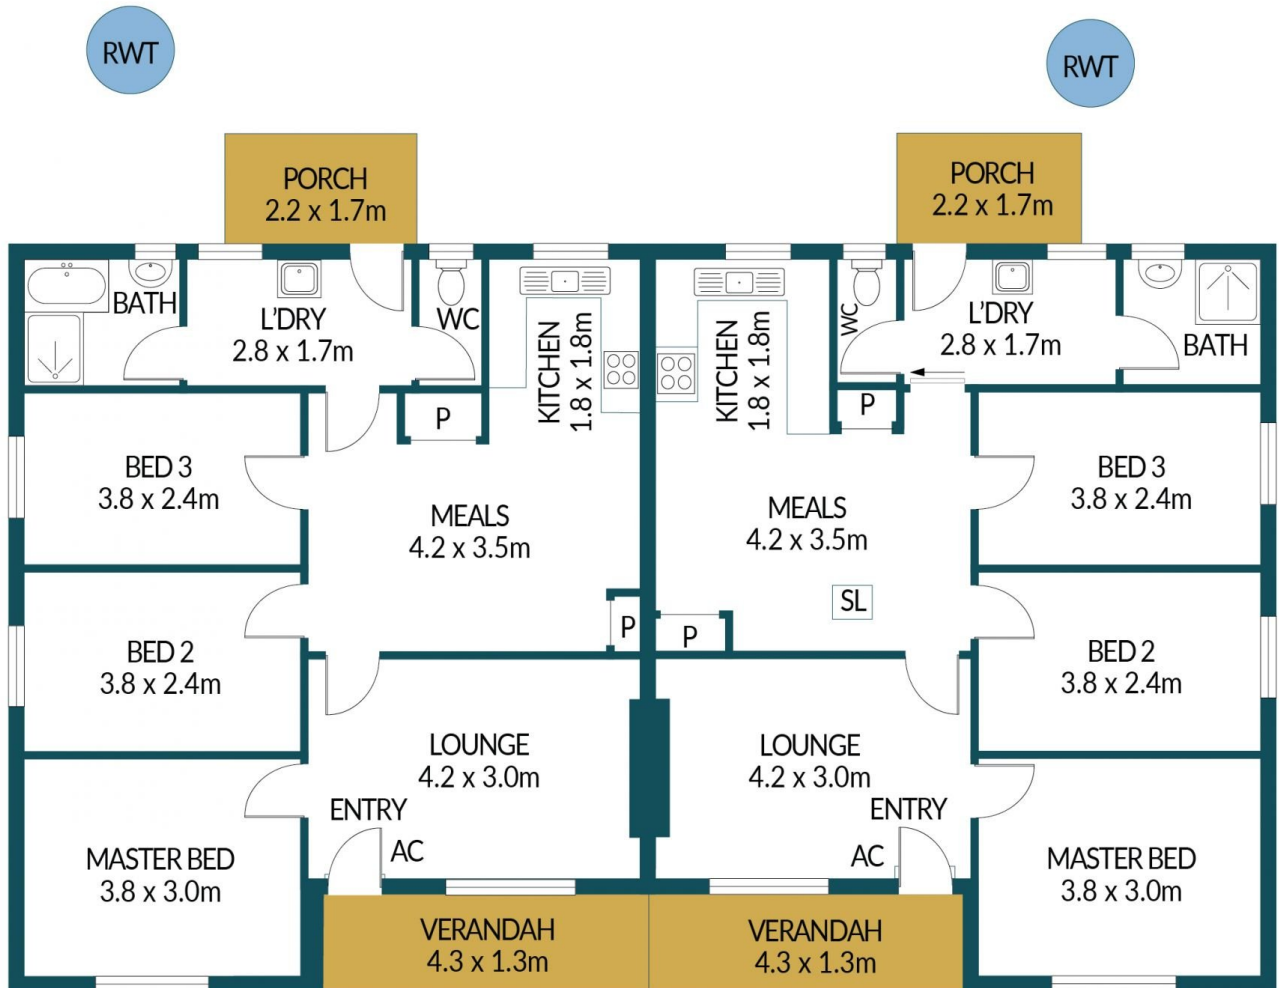 RWT
RWT
PORCH
2.2 x 1.7m
PORCH
2.2 x 1.7m
BATH
L'DRY
2.8 x 1.7m
WC
KITCHEN
1.8 x 1.8m
KITCHEN
1.8 x 1.8m
WC
L'DRY
2.8 x 1.7m
BATH
P
P
BED 3
3.8 x 2.4m
MEALS
4.2 x 3.5m
MEALS
4.2 x 3.5m
BED 3
3.8 x 2.4m
SL
P
P
BED 2
3.8 x 2.4m
BED 2
3.8 x 2.4m
LOUNGE
4.2 x 3.0m
LOUNGE
4.2 x 3.0m
ENTRY
AC
ENTRY
AC
MASTER BED
3.8 x 3.0m
MASTER BED
3.8 x 3.0m
VERANDAH
4.3 x 1.3m
VERANDAH
4.3 x 1.3m